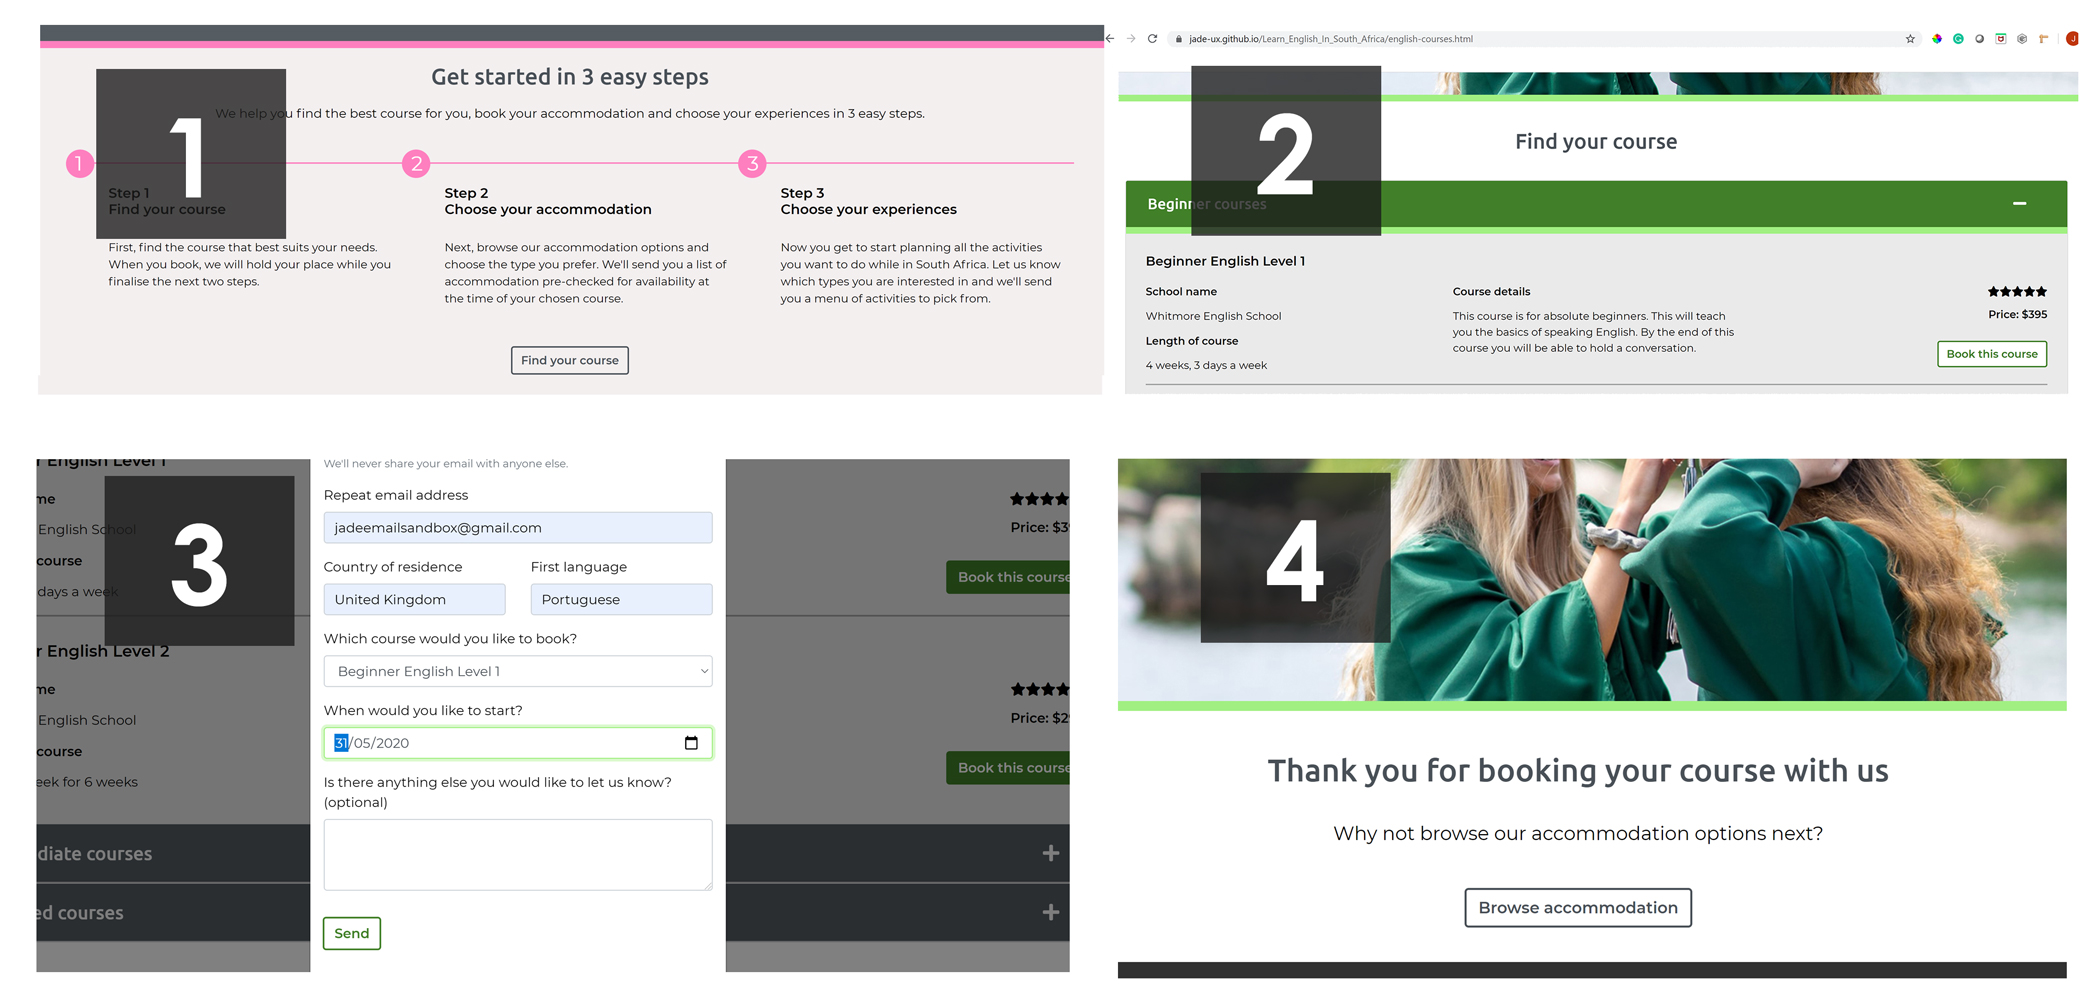 Get started in 3 easy steps
We help you find the best course for you, book your accommodation and choose your experiences in 3 easy steps.
1
1
2
3
Step 1
Find your course
Step 2
Choose your accommodation
Step 3
Choose your experiences
First, find the course that best suits your needs.
When you book, we will hold your place while you
finalise the next two steps.
Next, browse our accommodation options and
choose the type you prefer. We'll send you a list of
accommodation pre-checked for availability at
the time of your chosen course.
Now you get to start planning all the activities
you want to do while in South Africa. Let us know
which types you are interested in and we'll send
you a menu of activities to pick from.
Find your course
jade-ux.github.io/Learn_English_In_South_Africa/english-courses.html
J
2
Find your course
Beginner courses
Beginner English Level 1
School name
Whitmore English School
Length of course
4 weeks, 3 days a week
Course details
This course is for absolute beginners. This will teach
you the basics of speaking English. By the end of this
course you will be able to hold a conversation.
Price: $395
Book this course
3
r English Level 1
me
English School
course
days a week
r English Level 2
me
English School
course
eek for 6 weeks
diate courses
ed courses
We'll never share your email with anyone else.
Repeat email address
jadeemailsandbox@gmail.com
Country of residence
First language
United Kingdom
Portuguese
Which course would you like to book?
Beginner English Level 1
When would you like to start?
31/05/2020
Is there anything else you would like to let us know?
(optional)
Send
Price: $39
Book this course
Price: $2
Book this course
4
Thank you for booking your course with us
Why not browse our accommodation options next?
Browse accommodation